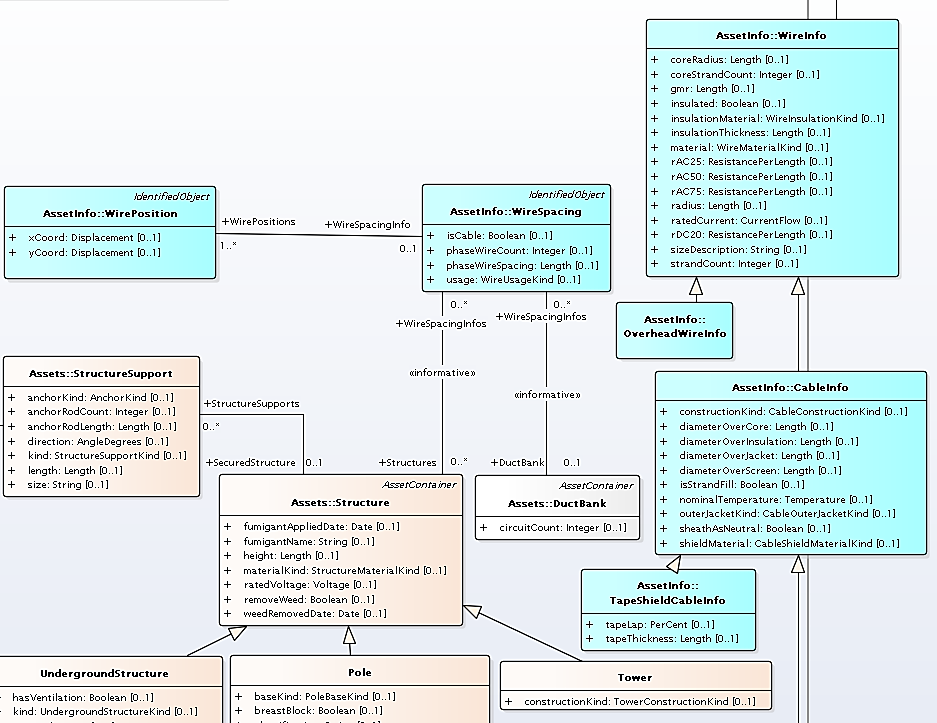 AssetInfo::WireInfo
+ coreRadius: Length [0..1]
+ coreStrandCount: Integer [0..1]
+ gmr: Length [0..1]
+ insulated: Boolean [0..1]
+ insulationMaterial: WireInsulationKind [0..1]
+ insulationThickness: Length [0..1]
+ material: WireMaterialKind [0..1]
+ rAC25: ResistancePerLength [0..1]
+ rAC50: ResistancePerLength [0..1]
+ rAC75: ResistancePerLength [0..1]
+ radius: Length [0..1]
+ ratedCurrent: CurrentFlow [0..1]
+ rDC20: ResistancePerLength [0..1]
+ sizeDescription: String [0..1]
+ strandCount: Integer [0..1]
IdentifiedObject
AssetInfo::WirePosition
+ xCoord: Displacement [0..1]
+ yCoord: Displacement [0..1]
+WirePositions
1..*
+WireSpacingInfo
0..1
IdentifiedObject
AssetInfo::WireSpacing
+ isCable: Boolean [0..1]
+ phaseWireCount: Integer [0..1]
+ phaseWireSpacing: Length [0..1]
+ usage: WireUsageKind [0..1]
0..*
+WireSpacingInfos
0..*
+WireSpacingInfos
«informative»
«informative»
AssetInfo::
OverheadWireInfo
Assets::StructureSupport
+ anchorKind: AnchorKind [0..1]
+ anchorRodCount: Integer [0..1]
+ anchorRodLength: Length [0..1]
+ direction: AngleDegrees [0..1]
+ kind: StructureSupportKind [0..1]
+ length: Length [0..1]
+ size: String [0..1]
+StructureSupports
0..*
+SecuredStructure 0..1
+Structures 0..*
+DuctBank 0..1
AssetInfo::CableInfo
+ constructionKind: CableConstructionKind [0..1]
+ diameterOverCore: Length [0..1]
+ diameterOverInsulation: Length [0..1]
+ diameterOverJacket: Length [0..1]
+ diameterOverScreen: Length [0..1]
+ isStrandFill: Boolean [0..1]
+ nominalTemperature: Temperature [0..1]
+ outerJacketKind: CableOuterJacketKind [0..1]
+ sheathAsNeutral: Boolean [0..1]
+ shieldMaterial: CableShieldMaterialKind [0..1]
AssetContainer
Assets::Structure
+ fumigantAppliedDate: Date [0..1]
+ fumigantName: String [0..1]
+ height: Length [0..1]
+ materialKind: StructureMaterialKind [0..1]
+ ratedVoltage: Voltage [0..1]
+ removeWeed: Boolean [0..1]
+ weedRemovedDate: Date [0..1]
AssetContainer
Assets::DuctBank
+ circuitCount: Integer [0..1]
AssetInfo::
TapeShieldCableInfo
+ tapeLap: PerCent [0..1]
+ tapeThickness: Length [0..1]
UndergroundStructure
hasVentilation: Boolean [0..1]
kind: UndergroundStructureKind [0..1]
Pole
+ baseKind: PoleBaseKind [0..1]
+ breastBlock: Boolean [0..1]
Tower
+ constructionKind: TowerConstructionKind [0..1]